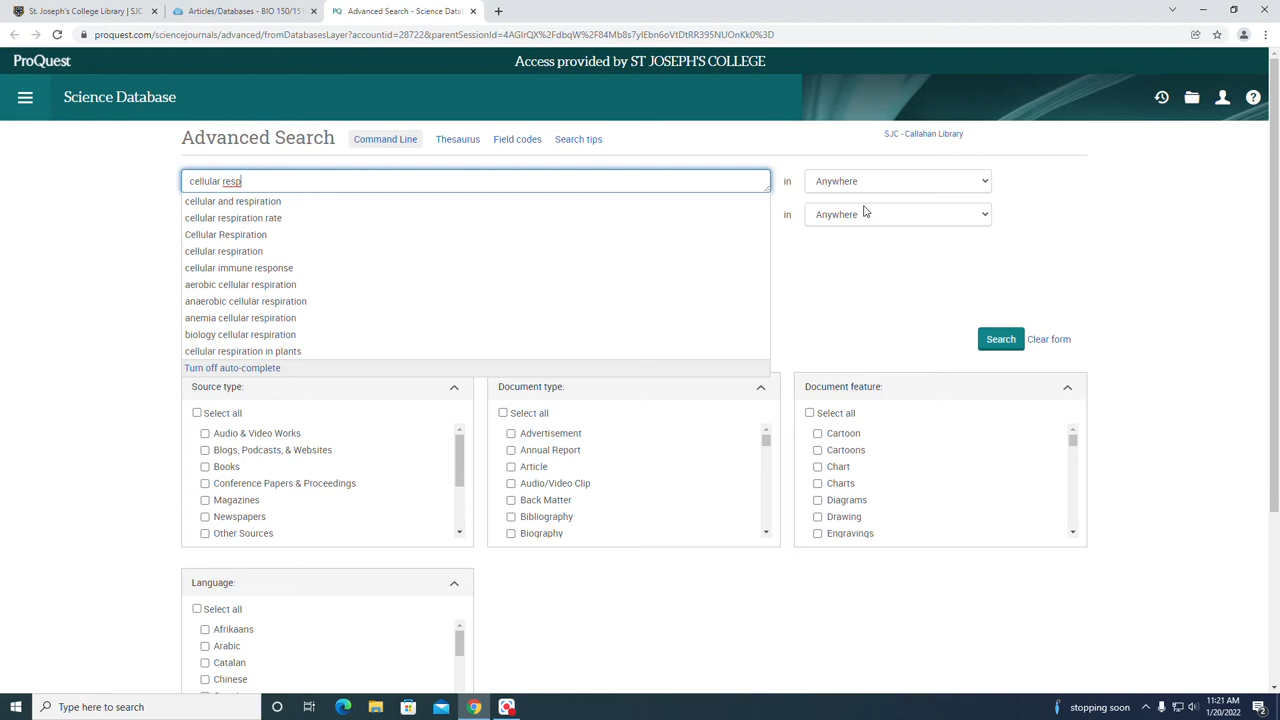 St. Joseph's College Library | SJC
Articles/Databases - BIO 150/151
PQ Advanced Search - Science Data
proquest.com/sciencejournals/advanced/fromDatabasesLayer?accountid=28722&parentSessionId=4AGIrQX%2FdbqW%2F84Mb8s7yIEbn6oVtDtRR395NUOnKk0%3D
ProQuest
Access provided by ST JOSEPH'S COLLEGE
Science Database
Advanced Search Command Line Thesaurus Field codes Search tips
SJC - Callahan Library
cellular resp in Anywhere
in Anywhere
cellular and respiration
cellular respiration rate
Cellular Respiration
cellular respiration
cellular immune response
aerobic cellular respiration
anaerobic cellular respiration
anemia cellular respiration
biology cellular respiration
cellular respiration in plants
Turn off auto-complete
Search Clear form
Source type:
Select all
Audio & Video Works
Blogs, Podcasts, & Websites
Books
Conference Papers & Proceedings
Magazines
Newspapers
Other Sources
Document type:
Select all
Advertisement
Annual Report
Article
Audio/Video Clip
Back Matter
Bibliography
Biography
Document feature:
Select all
Cartoon
Cartoons
Chart
Charts
Diagrams
Drawing
Engravings
Language:
Select all
Afrikaans
Arabic
Catalan
Chinese
Type here to search
stopping soon
11:21 AM
1/20/2022
2